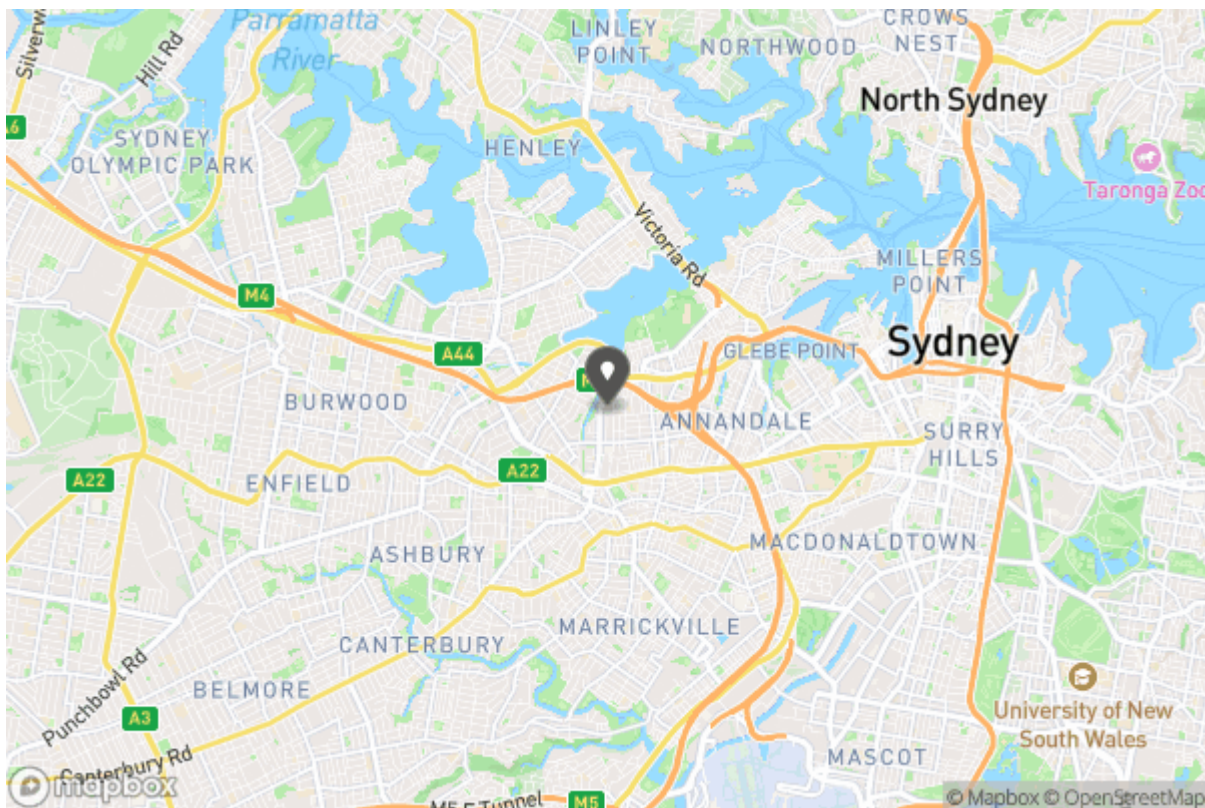 Parramatta
River
Silverwa
Hill Rd
LINLEY
POINT
NORTHWOOD
CROWS
NEST
North Sydney
A6
SYDNEY
OLYMPIC PARK
HENLEY
Taronga Zoo
Victoria Rd
MILLERS
POINT
M4
A44
GLEBE POINT
Sydney
M
BURWOOD
ANNANDALE
SURRY
HILLS
A22
ENFIELD
A22
ASHBURY
MACDONALDTOWN
MARRICKVILLE
CANTERBURY
Punchbowl Rd
BELMORE
A3
University of New
South Wales
MASCOT
Canterbury Rd
mapbox
M5 E Tunnel
M5
© Mapbox © OpenStreetMap